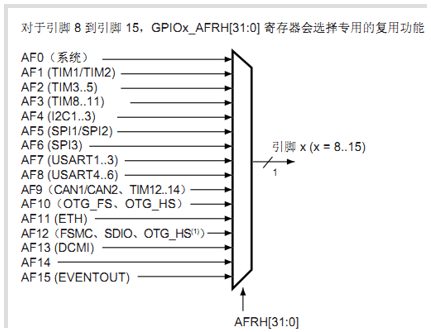 对于引脚 8 到引脚 15，GPIOx_AFRH[31:0] 寄存器会选择专用的复用功能
AF0（系统）
AF1 (TIM1/TIM2)
AF2 (TIM3..5)
AF3 (TIM8..11)
AF4 (I2C1..3)
AF5 (SPI1/SPI2)
AF6 (SPI3)
AF7 (USART1..3)
AF8 (USART4..6)
AF9（CAN1/CAN2、TIM12..14）
AF10（OTG_FS、OTG_HS）
AF11 (ETH)
AF12（FSMC、SDIO、OTG_HS(1)）
AF13 (DCMI)
AF14
AF15 (EVENTOUT)
引脚 x (x = 8..15)
1
AFRH[31:0]